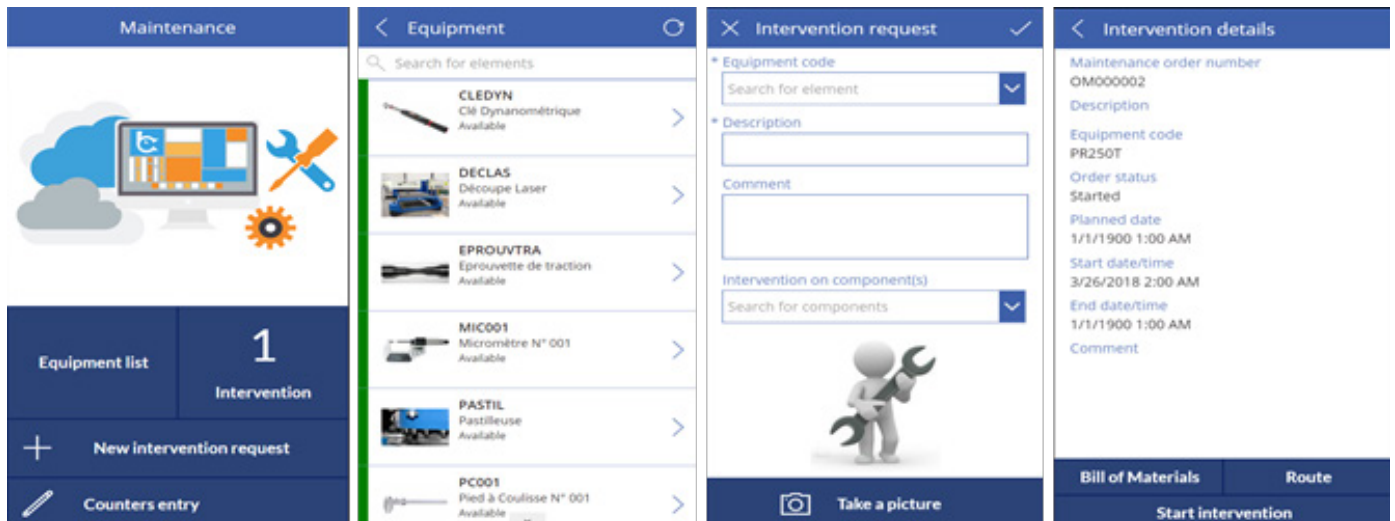 Maintenance
Equipment list
1
Intervention
New intervention request
Counters entry
Equipment
Search for elements
CLEDYN
Clé Dynanométrique
Available
DECLAS
Découpe Laser
Available
EPROUVTRA
Eprouvette de traction
Available
MIC001
Micromètre N° 001
Available
PASTIL
Pastilleuse
Available
PC001
Pied à Coulisse N° 001
Available
Intervention request
* Equipment code
Search for element
* Description
Comment
Intervention on component(s)
Search for components
Take a picture
Intervention details
Maintenance order number
OM000002
Description
Equipment code
PR250T
Order status
Started
Planned date
1/1/1900 1:00 AM
Start date/time
3/26/2018 2:00 AM
End date/time
1/1/1900 1:00 AM
Comment
Bill of Materials
Route
Start intervention